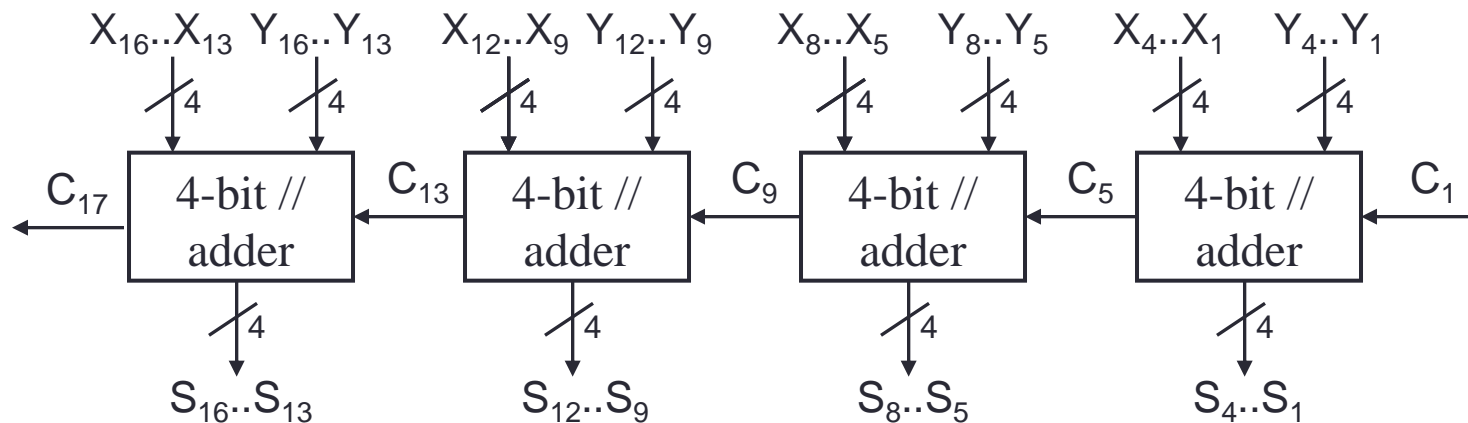 X₁₆..X₁₃ Y₁₆..Y₁₃ X₁₂..X₉ Y₁₂..Y₉ X₈..X₅ Y₈..Y₅ X₄..X₁ Y₄..Y₁
4 4 4 4 4 4 4 4
C₁₇ 4-bit // C₁₃ 4-bit // C₉ 4-bit // C₅ 4-bit // C₁
adder adder adder adder
4 4 4 4
S₁₆..S₁₃ S₁₂..S₉ S₈..S₅ S₄..S₁